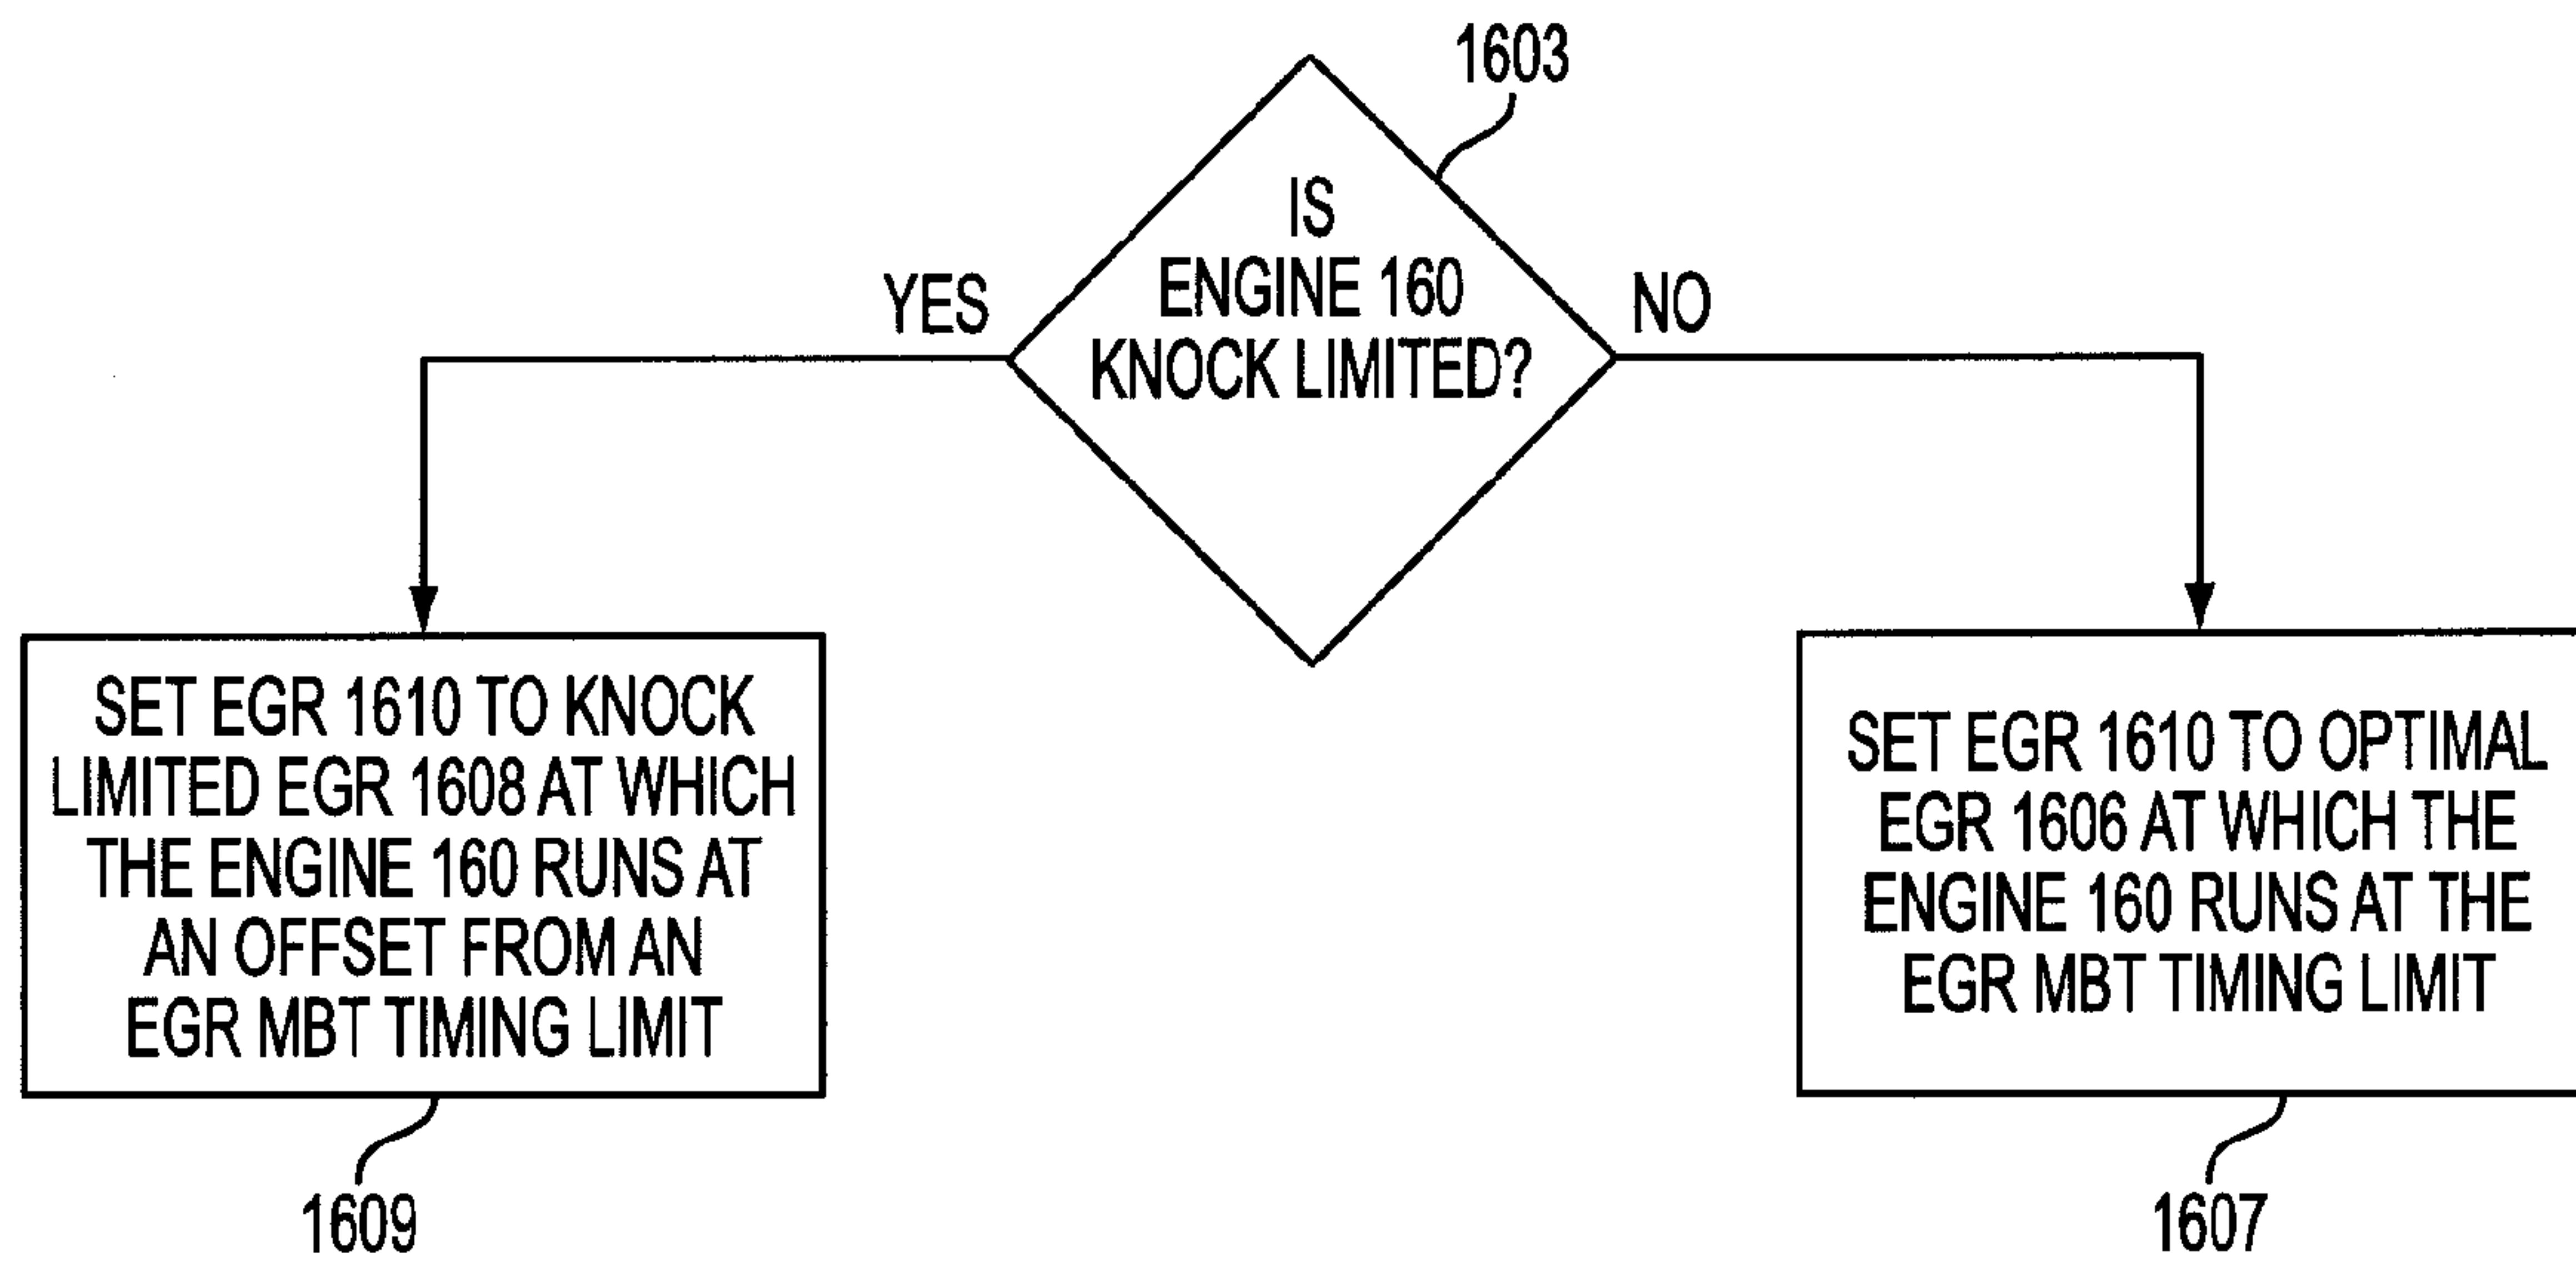 1603
IS
ENGINE 160
KNOCK LIMITED?
YES
NO
SET EGR 1610 TO KNOCK
LIMITED EGR 1608 AT WHICH
THE ENGINE 160 RUNS AT
AN OFFSET FROM AN
EGR MBT TIMING LIMIT
1609
SET EGR 1610 TO OPTIMAL
EGR 1606 AT WHICH THE
ENGINE 160 RUNS AT THE
EGR MBT TIMING LIMIT
1607